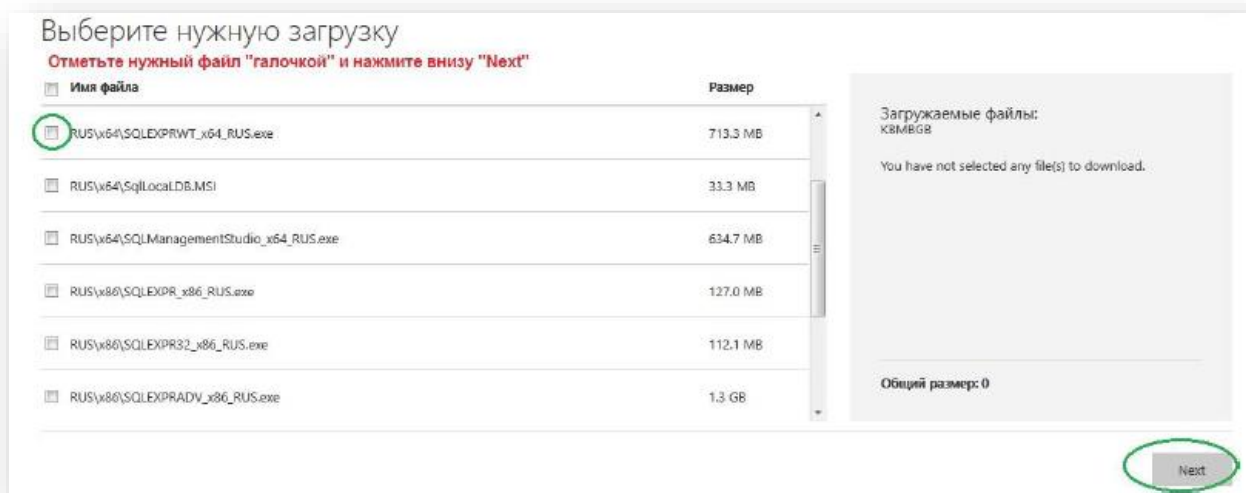 Выберите нужную загрузку
Отметьте нужный файл "галочкой" и нажмите внизу "Next"
Имя файла Размер
RUS\x64\SQLEXPRWT_x64_RUS.exe 713.3 MB
RUS\x64\SqlLocaLDB.MSI 33.3 MB
RUS\x64\SQLManagementStudio_x64_RUS.exe 634.7 MB
RUS\x86\SQLEXPR_x86_RUS.exe 127.0 MB
RUS\x86\SQLEXPR32_x86_RUS.exe 112.1 MB
RUS\x86\SQLEXPRADV_x86_RUS.exe 1.3 GB
Загружаемые файлы:
KBMBGB
You have not selected any file(s) to download.
Общий размер: 0
Next